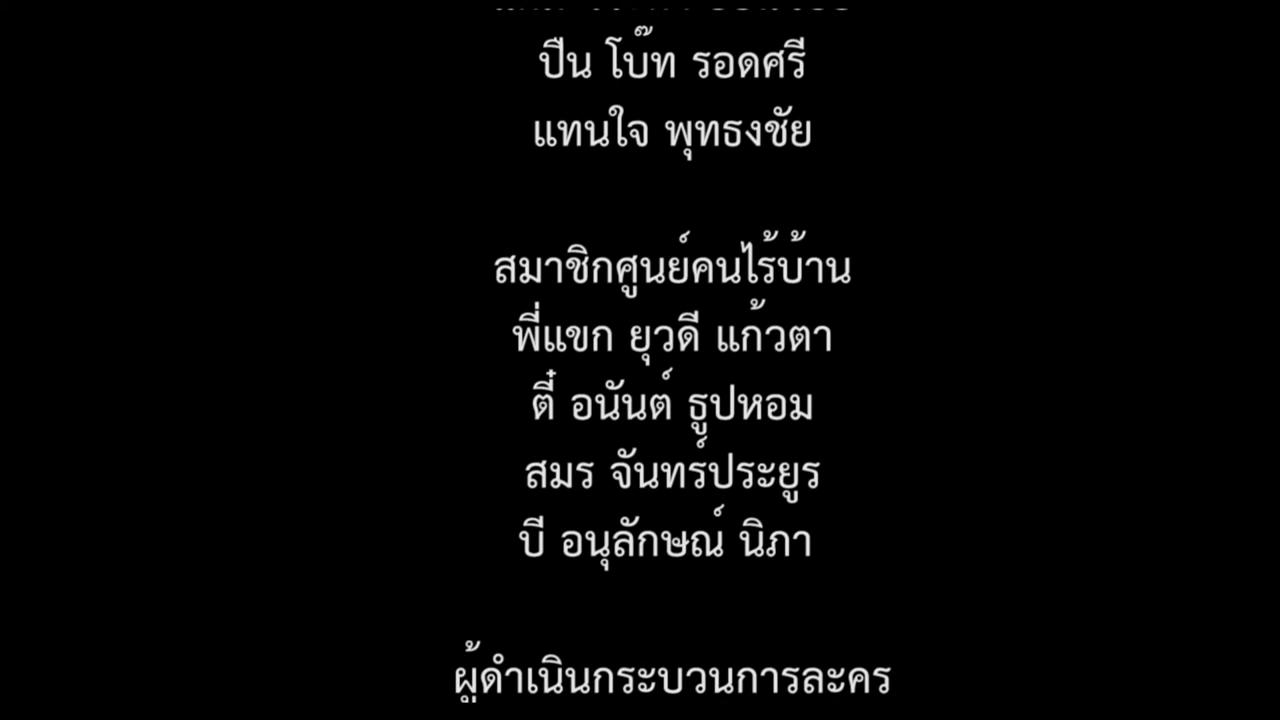 ปืน โบ๊ท รอดศรี
แทนใจ พุทธงชัย
สมาชิกศูนย์คนไร้บ้าน
พี่แขก ยุวดี แก้วตา
ตี๋ อนันต์ ธูปหอม
สมร จันทร์ประยูร
บี อนุลักษณ์ นิภา
ผู้ดำเนินกระบวนการละคร